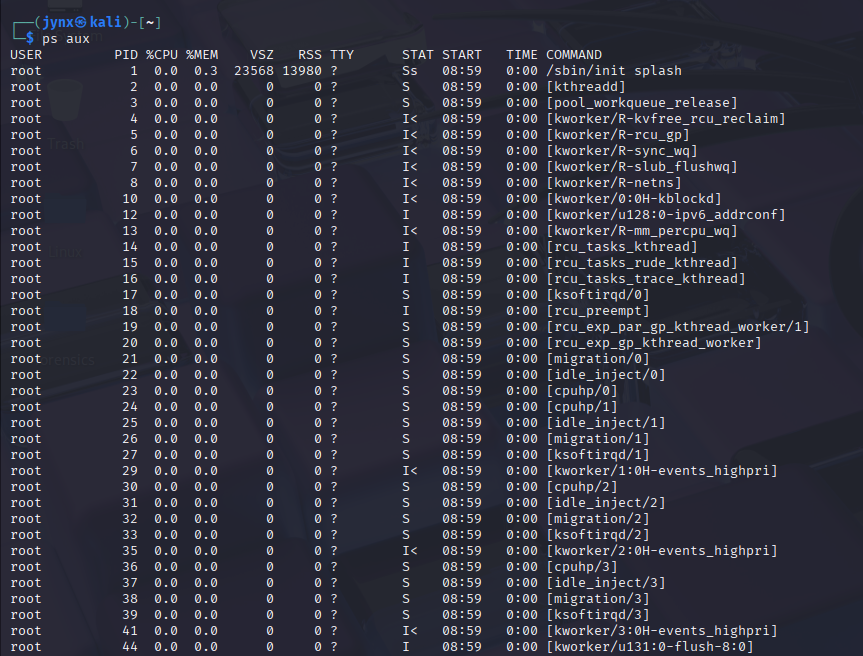 ┌──(jynx㉿kali)-[~]
└─$ ps aux
USER PID %CPU %MEM VSZ RSS TTY STAT START TIME COMMAND
root 1 0.0 0.3 23568 13980 ? Ss 08:59 0:00 /sbin/init splash
root 2 0.0 0.0 0 0 ? S 08:59 0:00 [kthreadd]
root 3 0.0 0.0 0 0 ? S 08:59 0:00 [pool_workqueue_release]
root 4 0.0 0.0 0 0 ? I< 08:59 0:00 [kworker/R-kvfree_rcu_reclaim]
root 5 0.0 0.0 0 0 ? I< 08:59 0:00 [kworker/R-rcu_gp]
root 6 0.0 0.0 0 0 ? I< 08:59 0:00 [kworker/R-sync_wq]
root 7 0.0 0.0 0 0 ? I< 08:59 0:00 [kworker/R-slub_flushwq]
root 8 0.0 0.0 0 0 ? I< 08:59 0:00 [kworker/R-netns]
root 10 0.0 0.0 0 0 ? I< 08:59 0:00 [kworker/0:0H-kblockd]
root 12 0.0 0.0 0 0 ? I 08:59 0:00 [kworker/u128:0-ipv6_addrconf]
root 13 0.0 0.0 0 0 ? I< 08:59 0:00 [kworker/R-mm_percpu_wq]
root 14 0.0 0.0 0 0 ? I 08:59 0:00 [rcu_tasks_kthread]
root 15 0.0 0.0 0 0 ? I 08:59 0:00 [rcu_tasks_rude_kthread]
root 16 0.0 0.0 0 0 ? I 08:59 0:00 [rcu_tasks_trace_kthread]
root 17 0.0 0.0 0 0 ? S 08:59 0:00 [ksoftirqd/0]
root 18 0.0 0.0 0 0 ? I 08:59 0:00 [rcu_preempt]
root 19 0.0 0.0 0 0 ? S 08:59 0:00 [rcu_exp_par_gp_kthread_worker/1]
root 20 0.0 0.0 0 0 ? S 08:59 0:00 [rcu_exp_gp_kthread_worker]
root 21 0.0 0.0 0 0 ? S 08:59 0:00 [migration/0]
root 22 0.0 0.0 0 0 ? S 08:59 0:00 [idle_inject/0]
root 23 0.0 0.0 0 0 ? S 08:59 0:00 [cpuhp/0]
root 24 0.0 0.0 0 0 ? S 08:59 0:00 [cpuhp/1]
root 25 0.0 0.0 0 0 ? S 08:59 0:00 [idle_inject/1]
root 26 0.0 0.0 0 0 ? S 08:59 0:00 [migration/1]
root 27 0.0 0.0 0 0 ? S 08:59 0:00 [ksoftirqd/1]
root 29 0.0 0.0 0 0 ? I< 08:59 0:00 [kworker/1:0H-events_highpri]
root 30 0.0 0.0 0 0 ? S 08:59 0:00 [cpuhp/2]
root 31 0.0 0.0 0 0 ? S 08:59 0:00 [idle_inject/2]
root 32 0.0 0.0 0 0 ? S 08:59 0:00 [migration/2]
root 33 0.0 0.0 0 0 ? S 08:59 0:00 [ksoftirqd/2]
root 35 0.0 0.0 0 0 ? I< 08:59 0:00 [kworker/2:0H-events_highpri]
root 36 0.0 0.0 0 0 ? S 08:59 0:00 [cpuhp/3]
root 37 0.0 0.0 0 0 ? S 08:59 0:00 [idle_inject/3]
root 38 0.0 0.0 0 0 ? S 08:59 0:00 [migration/3]
root 39 0.0 0.0 0 0 ? S 08:59 0:00 [ksoftirqd/3]
root 41 0.0 0.0 0 0 ? I< 08:59 0:00 [kworker/3:0H-events_highpri]
root 44 0.0 0.0 0 0 ? I 08:59 0:00 [kworker/u131:0-flush-8:0]
Trash